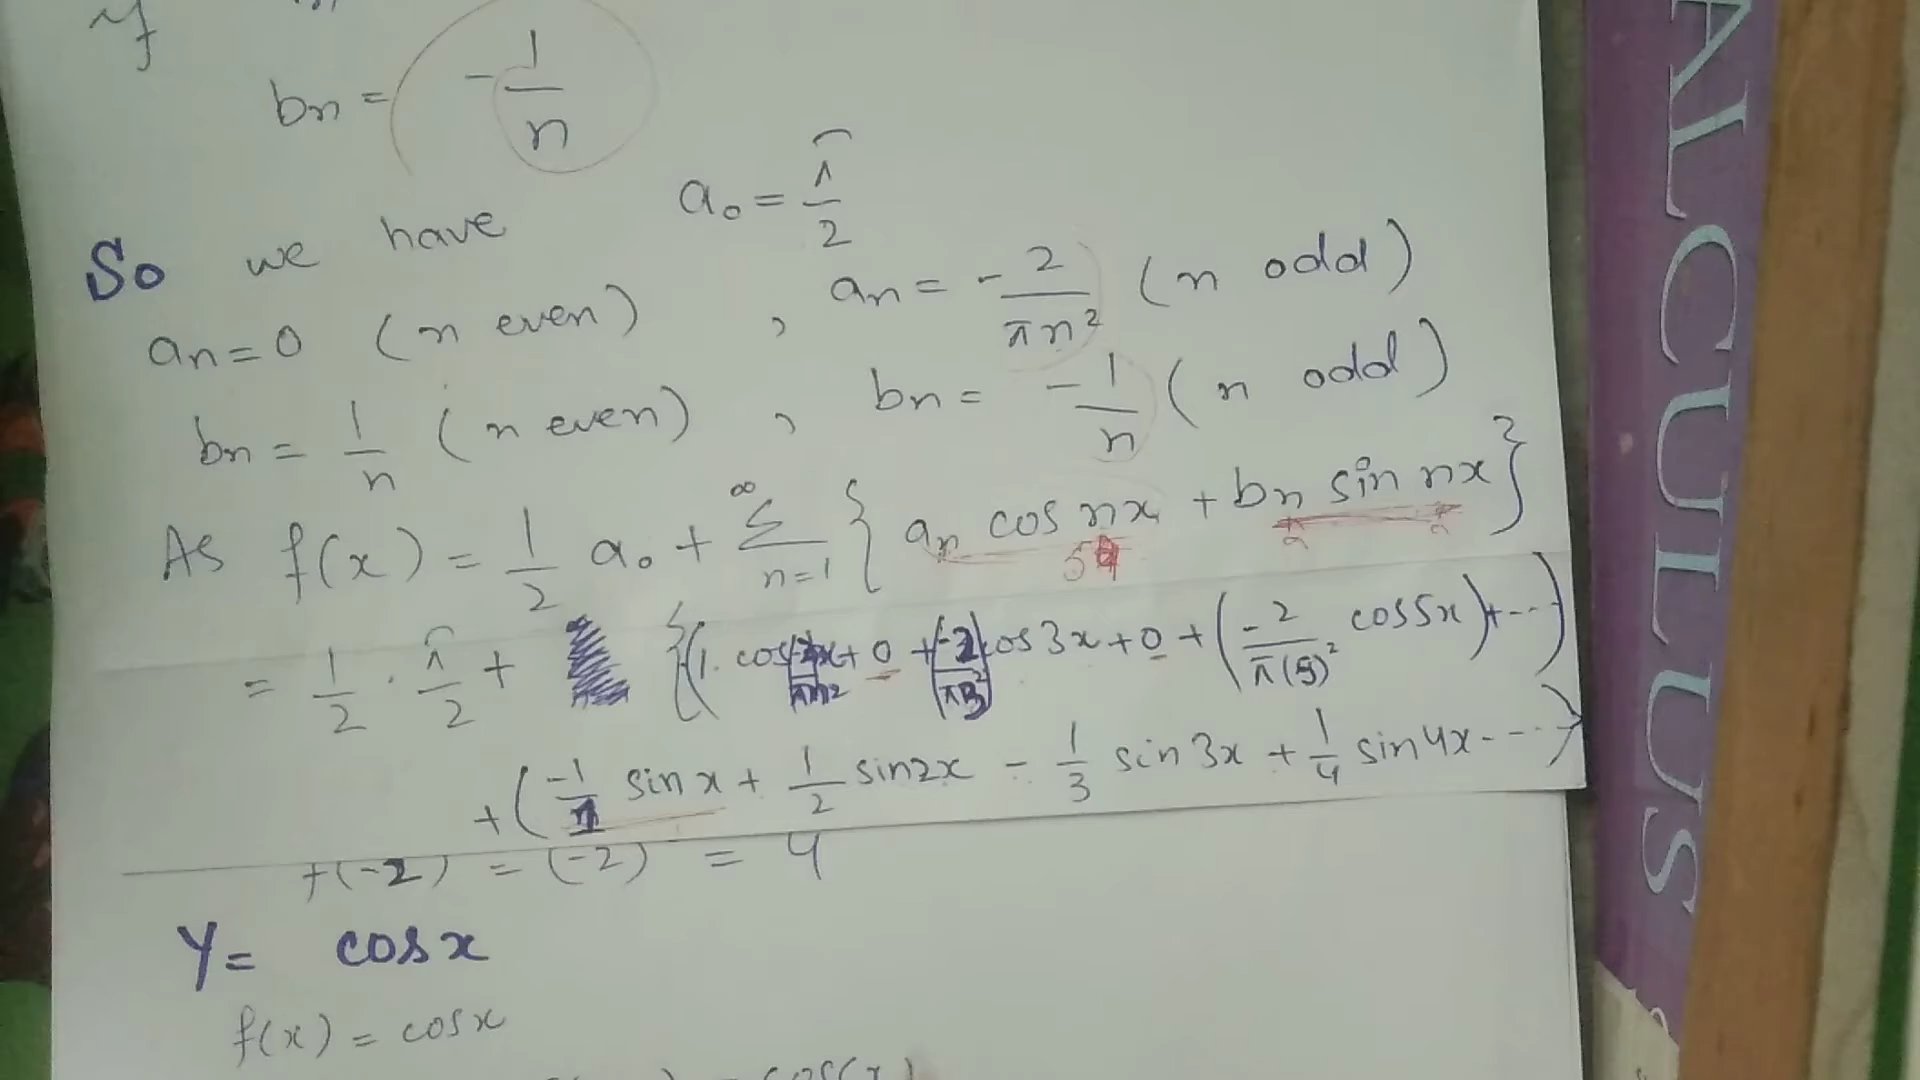 bn = - 1/n
So we have a₀ = π/2
an = 0 (n even) , an = - 2/πn² (n odd)
bn = 1/n (n even) , bn = - 1/n (n odd)
As f(x) = 1/2 a₀ + ∞Σn=1 { an cos nx + bn sin nx }
= 1/2 . π/2 + cos x + 0 + cos 3x + 0 + ( -2/π(5)² cos 5x ) + --- )
+ ( -1/1 sin x + 1/2 sin 2x - 1/3 sin 3x + 1/4 sin 4x --- )
+(-2) = (-2) = 4
Y = cos x
f(x) = cos x
CALCULUS